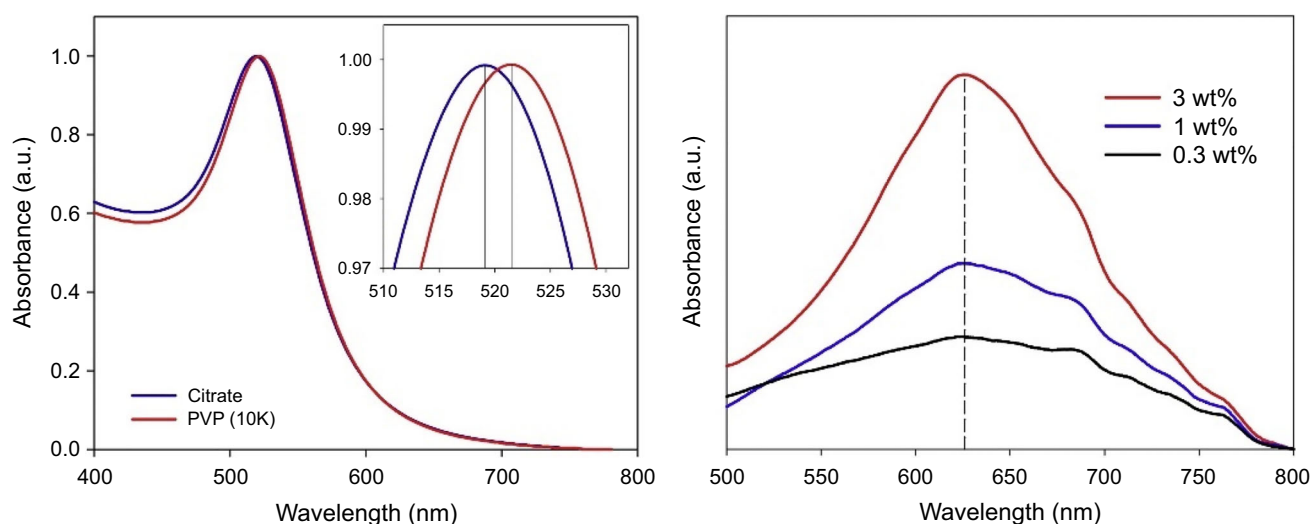 1.0
0.8
0.6
0.4
0.2
0.0
Absorbance (a.u.)
400 500 600 700 800
Wavelength (nm)
Citrate
PVP (10K)
1.00
0.99
0.98
0.97
510 515 520 525 530
Absorbance (a.u.)
3 wt%
1 wt%
0.3 wt%
500 550 600 650 700 750 800
Wavelength (nm)